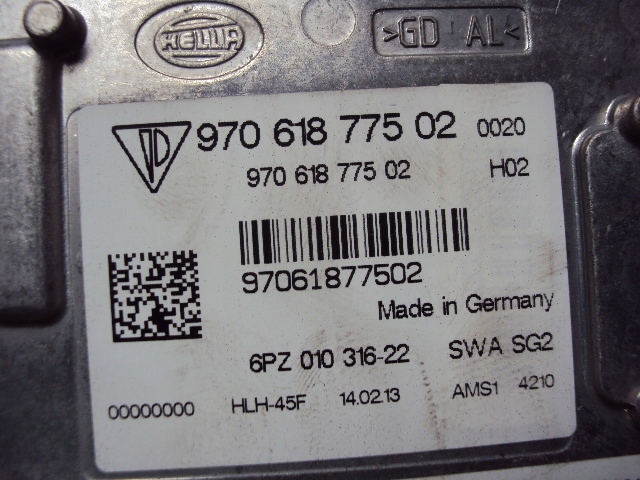 HELLA
>GD AL<
970 618 775 02 0020
970 618 775 02 H02
97061877502
Made in Germany
6PZ 010 316-22 SWA SG2
00000000 HLH-45F 14.02.13 AMS1 4210